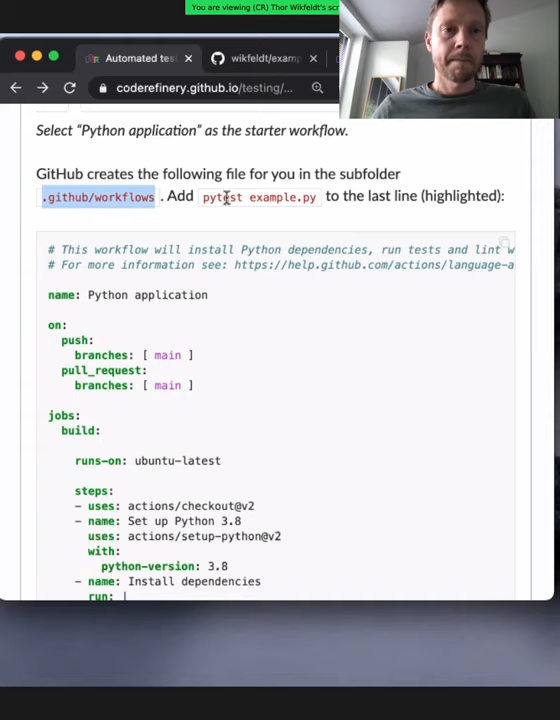 You are viewing (CR) Thor Wikfeldt's scr
Automated tes
wikfeldt/examp
coderefinery.github.io/testing/...
Select “Python application” as the starter workflow.
GitHub creates the following file for you in the subfolder
.github/workflows . Add pytest example.py to the last line (highlighted):
# This workflow will install Python dependencies, run tests and lint w
# For more information see: https://help.github.com/actions/language-a
name: Python application
on:
push:
branches: [ main ]
pull_request:
branches: [ main ]
jobs:
build:
runs-on: ubuntu-latest
steps:
- uses: actions/checkout@v2
- name: Set up Python 3.8
uses: actions/setup-python@v2
with:
python-version: 3.8
- name: Install dependencies
run: |